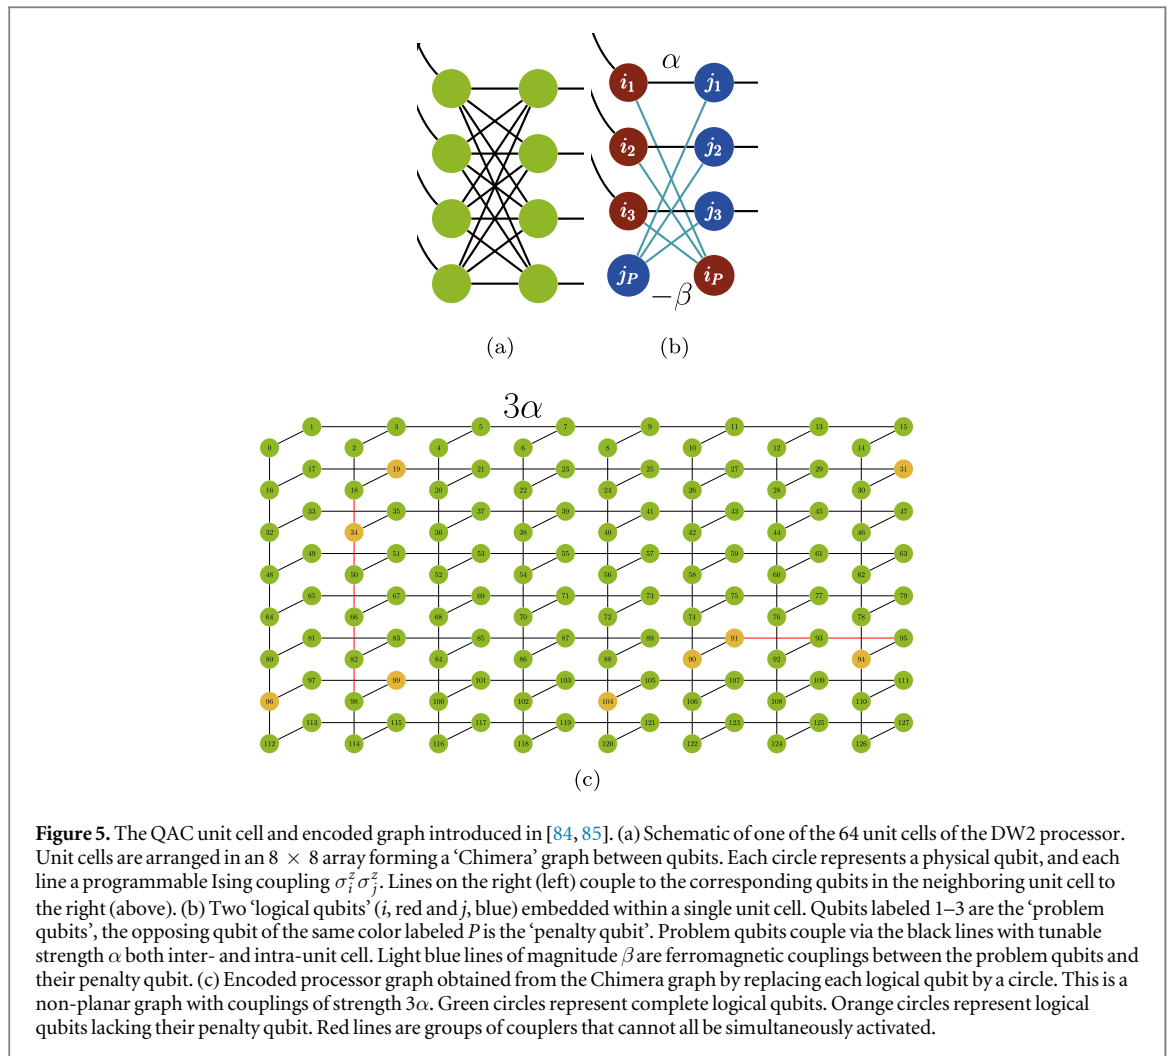 α
i₁ j₁
i₂ j₂
i₃ j₃
j_P i_P
−β
(a) (b)
3α
1 3 5 7 9 11 13 15
0 2 4 6 8 10 12 14
17 19 21 23 25 27 29 31
16 18 20 22 24 26 28 30
33 35 37 39 41 43 45 47
32 34 36 38 40 42 44 46
49 51 53 55 57 59 61 63
48 50 52 54 56 58 60 62
65 67 69 71 73 75 77 79
64 66 68 70 72 74 76 78
81 83 85 87 89 91 93 95
80 82 84 86 88 90 92 94
97 99 101 103 105 107 109 111
96 98 100 102 104 106 108 110
113 115 117 119 121 123 125 127
112 114 116 118 120 122 124 126
(c)
Figure 5. The QAC unit cell and encoded graph introduced in [84, 85]. (a) Schematic of one of the 64 unit cells of the DW2 processor.
Unit cells are arranged in an 8 × 8 array forming a ‘Chimera’ graph between qubits. Each circle represents a physical qubit, and each
line a programmable Ising coupling σᵢᶻσⱼᶻ. Lines on the right (left) couple to the corresponding qubits in the neighboring unit cell to
the right (above). (b) Two ‘logical qubits’ (i, red and j, blue) embedded within a single unit cell. Qubits labeled 1–3 are the ‘problem
qubits’, the opposing qubit of the same color labeled P is the ‘penalty qubit’. Problem qubits couple via the black lines with tunable
strength α both inter- and intra-unit cell. Light blue lines of magnitude β are ferromagnetic couplings between the problem qubits and
their penalty qubit. (c) Encoded processor graph obtained from the Chimera graph by replacing each logical qubit by a circle. This is a
non-planar graph with couplings of strength 3α. Green circles represent complete logical qubits. Orange circles represent logical
qubits lacking their penalty qubit. Red lines are groups of couplers that cannot all be simultaneously activated.